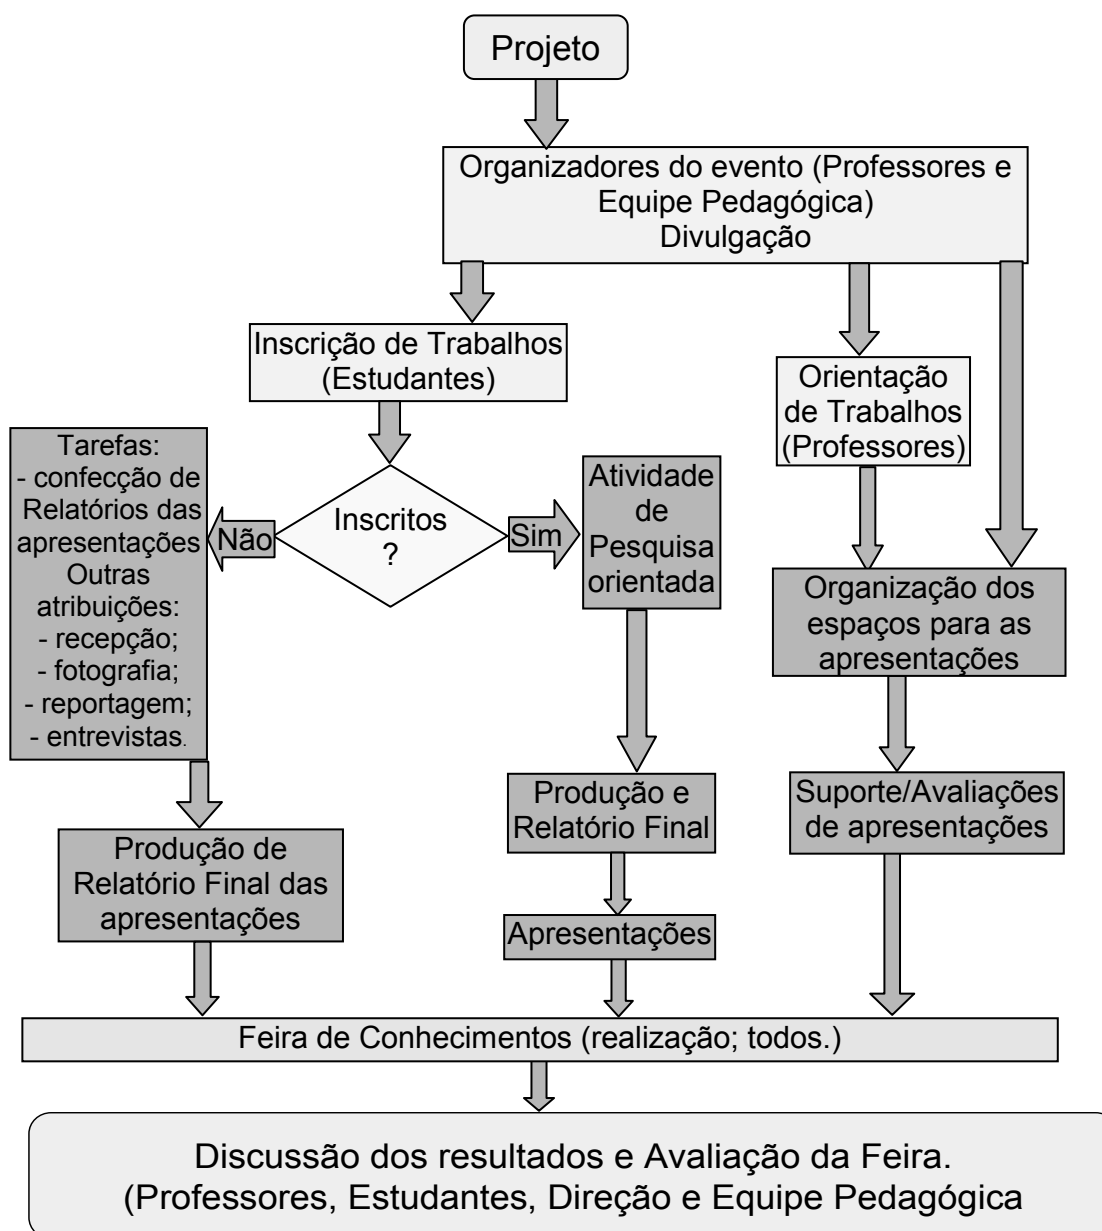 Projeto
Organizadores do evento (Professores e
Equipe Pedagógica)
Divulgação
Inscrição de Trabalhos
(Estudantes)
Orientação
de Trabalhos
(Professores)
Tarefas:
- confecção de
Relatórios das
apresentações
Outras
atribuições:
- recepção;
- fotografia;
- reportagem;
- entrevistas.
Não
Inscritos
?
Sim
Atividade
de
Pesquisa
orientada
Organização dos
espaços para as
apresentações
Produção e
Relatório Final
Suporte/Avaliações
de apresentações
Produção de
Relatório Final das
apresentações
Apresentações
Feira de Conhecimentos (realização; todos.)
Discussão dos resultados e Avaliação da Feira.
(Professores, Estudantes, Direção e Equipe Pedagógica